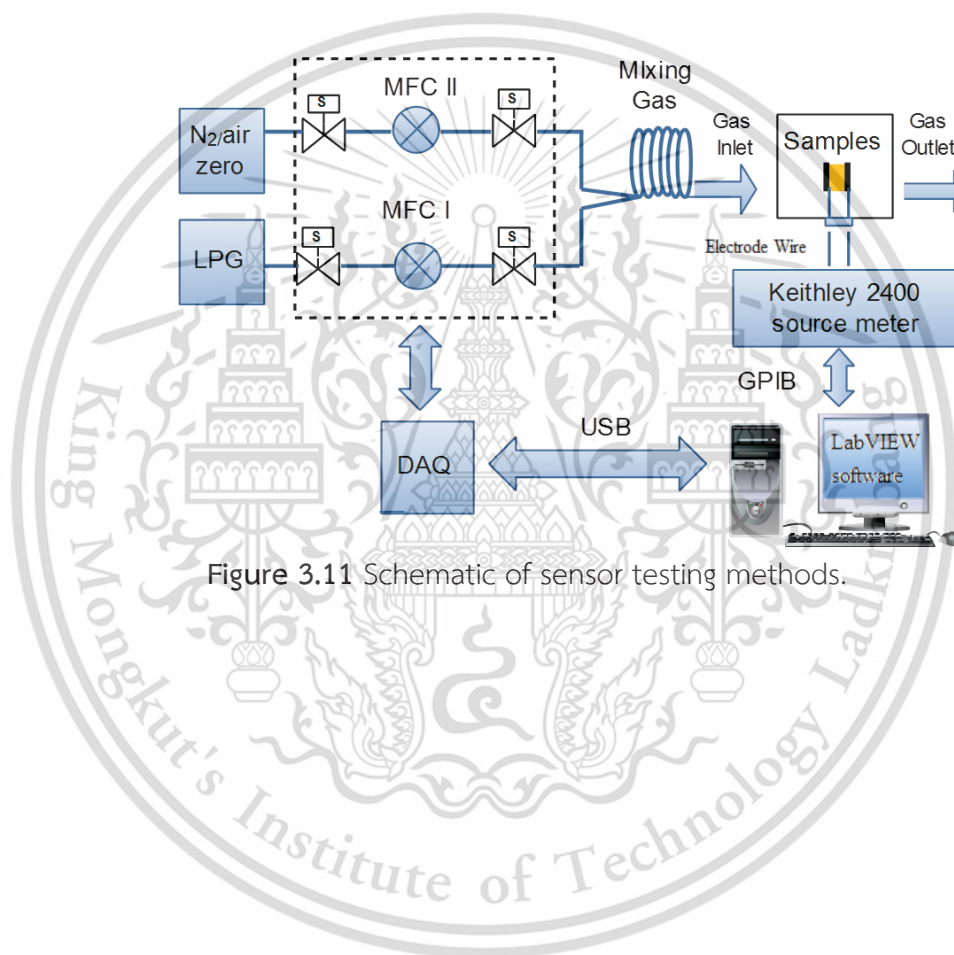 MIxing
Gas
MFC II
S
S
N2/air
zero
Gas
Inlet
Samples
Gas
Outlet
MFC I
S
S
LPG
Electrode Wire
Keithley 2400
source meter
GPIB
USB
DAQ
LabVIEW
software
Figure 3.11 Schematic of sensor testing methods.
King Mongkut's Institute of Technology Ladkrabang